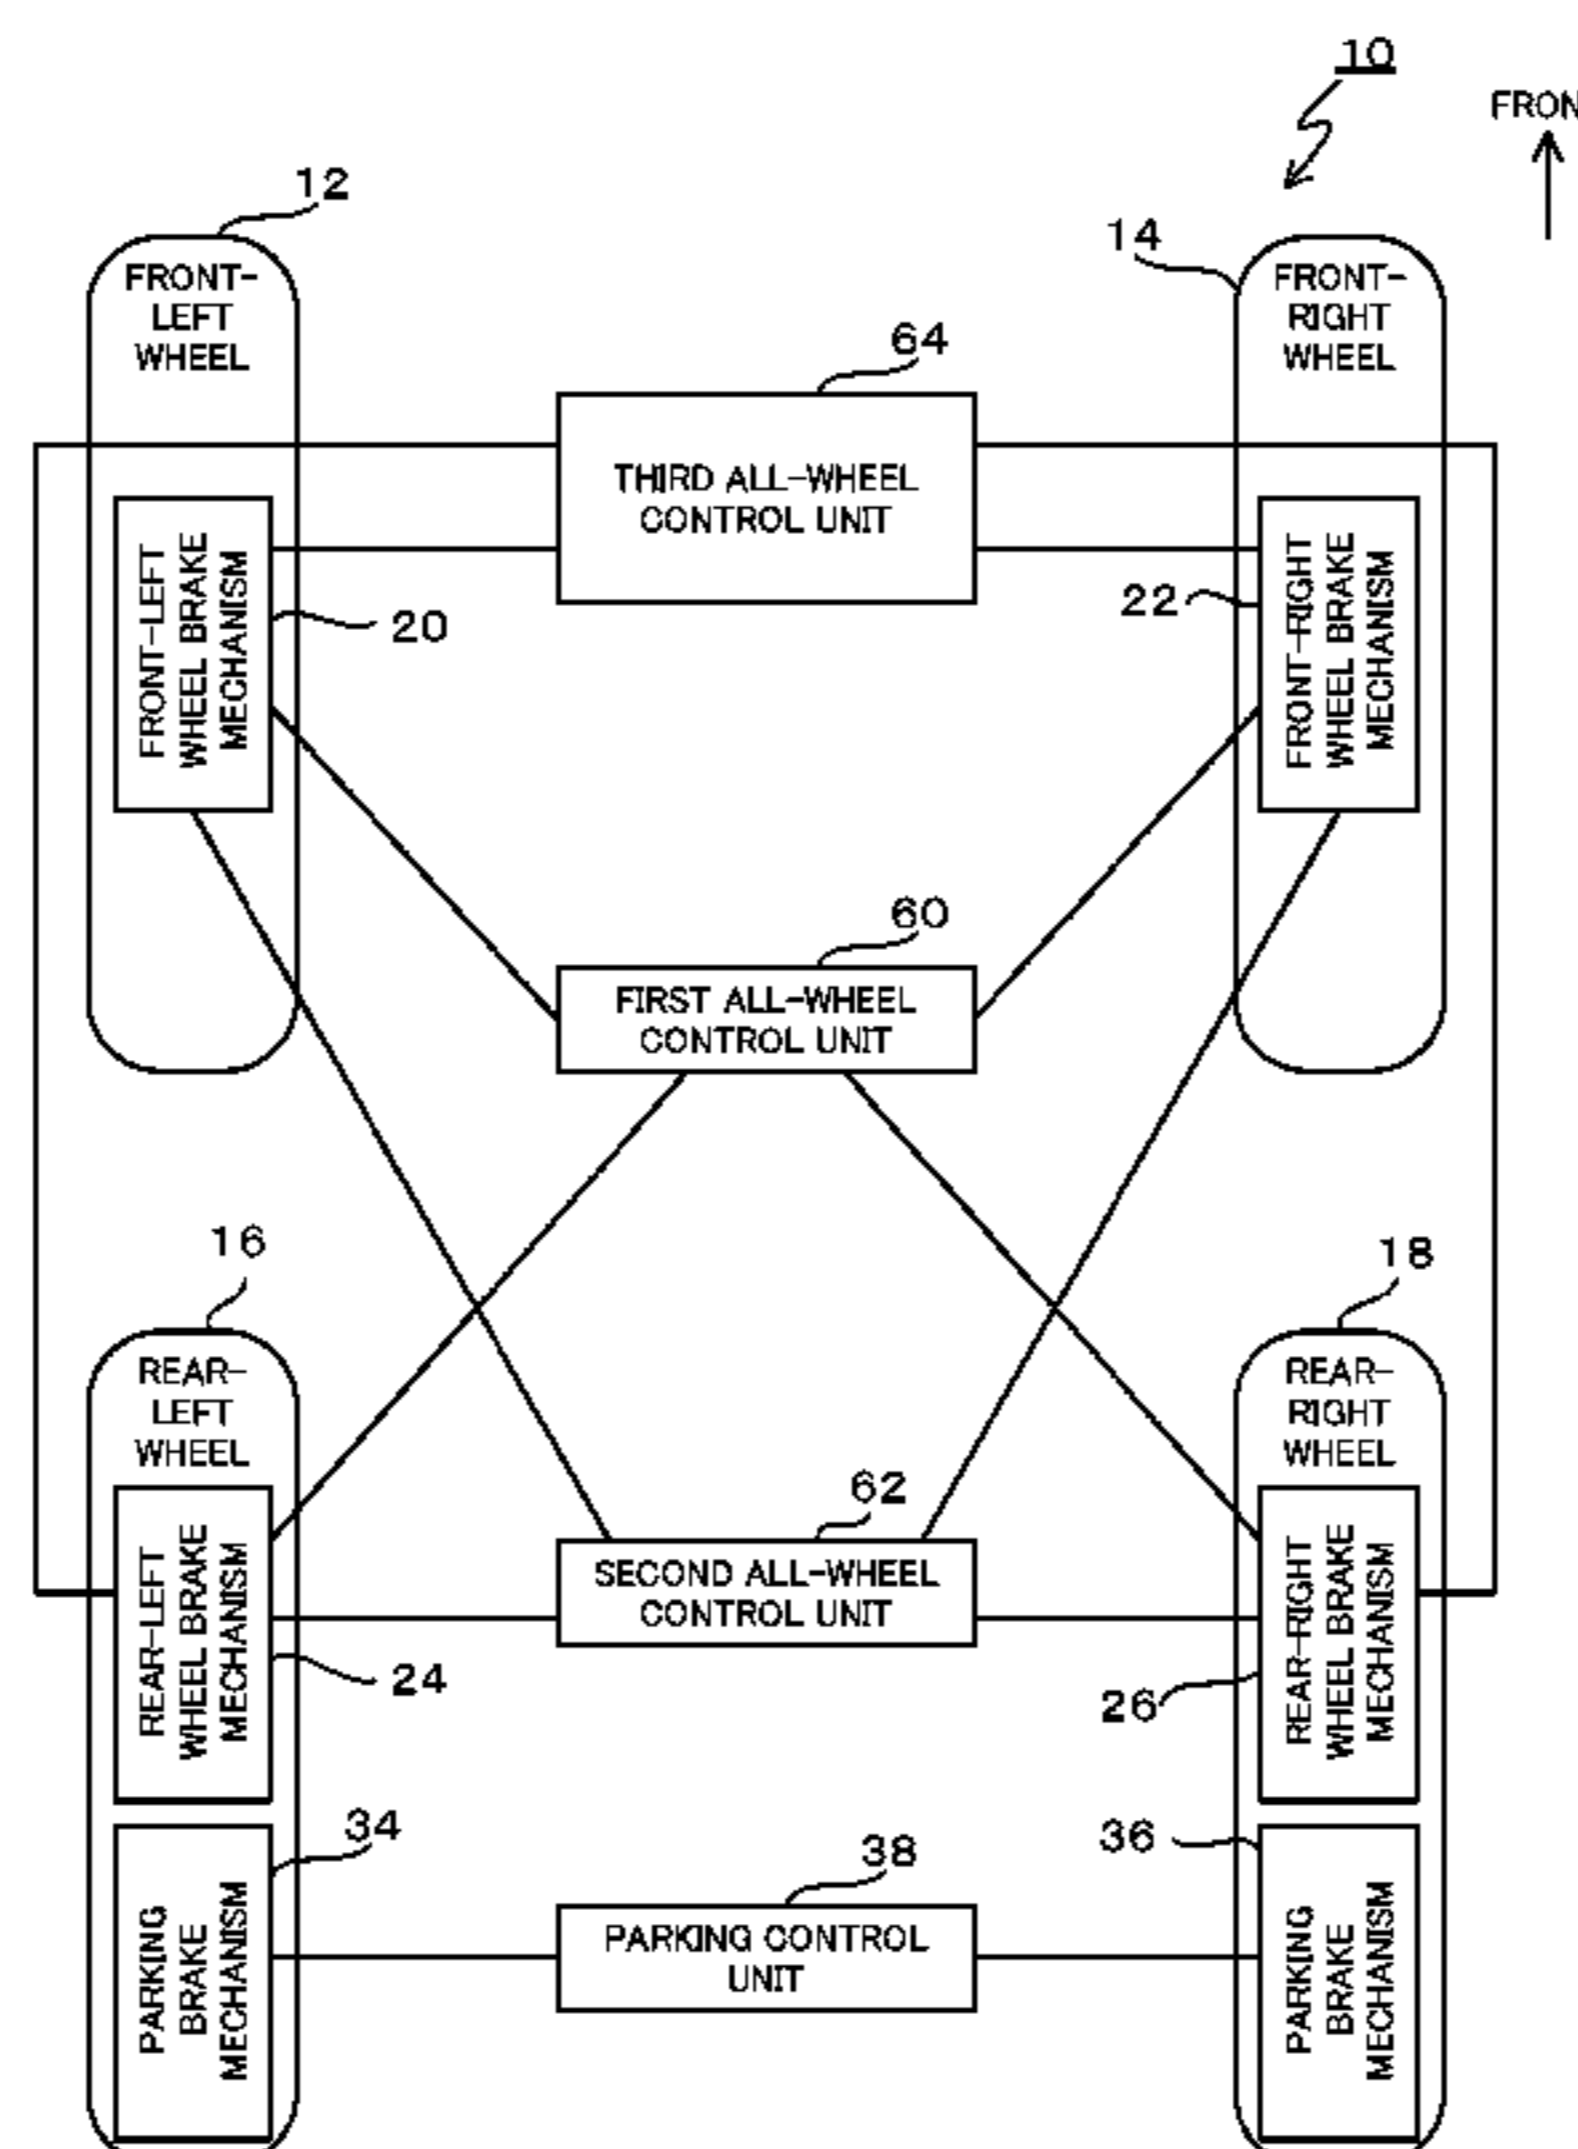 10
FRON
12
14
FRONT-
LEFT
WHEEL
FRONT-
RIGHT
WHEEL
64
THIRD ALL-WHEEL
CONTROL UNIT
FRONT-LEFT
WHEEL BRAKE
MECHANISM
20
22
FRONT-RIGHT
WHEEL BRAKE
MECHANISM
60
FIRST ALL-WHEEL
CONTROL UNIT
16
18
REAR-
LEFT
WHEEL
REAR-
RIGHT
WHEEL
62
SECOND ALL-WHEEL
CONTROL UNIT
REAR-LEFT
WHEEL BRAKE
MECHANISM
24
26
REAR-RIGHT
WHEEL BRAKE
MECHANISM
34
38
36
PARKING
BRAKE
MECHANISM
PARKING CONTROL
UNIT
PARKING
BRAKE
MECHANISM